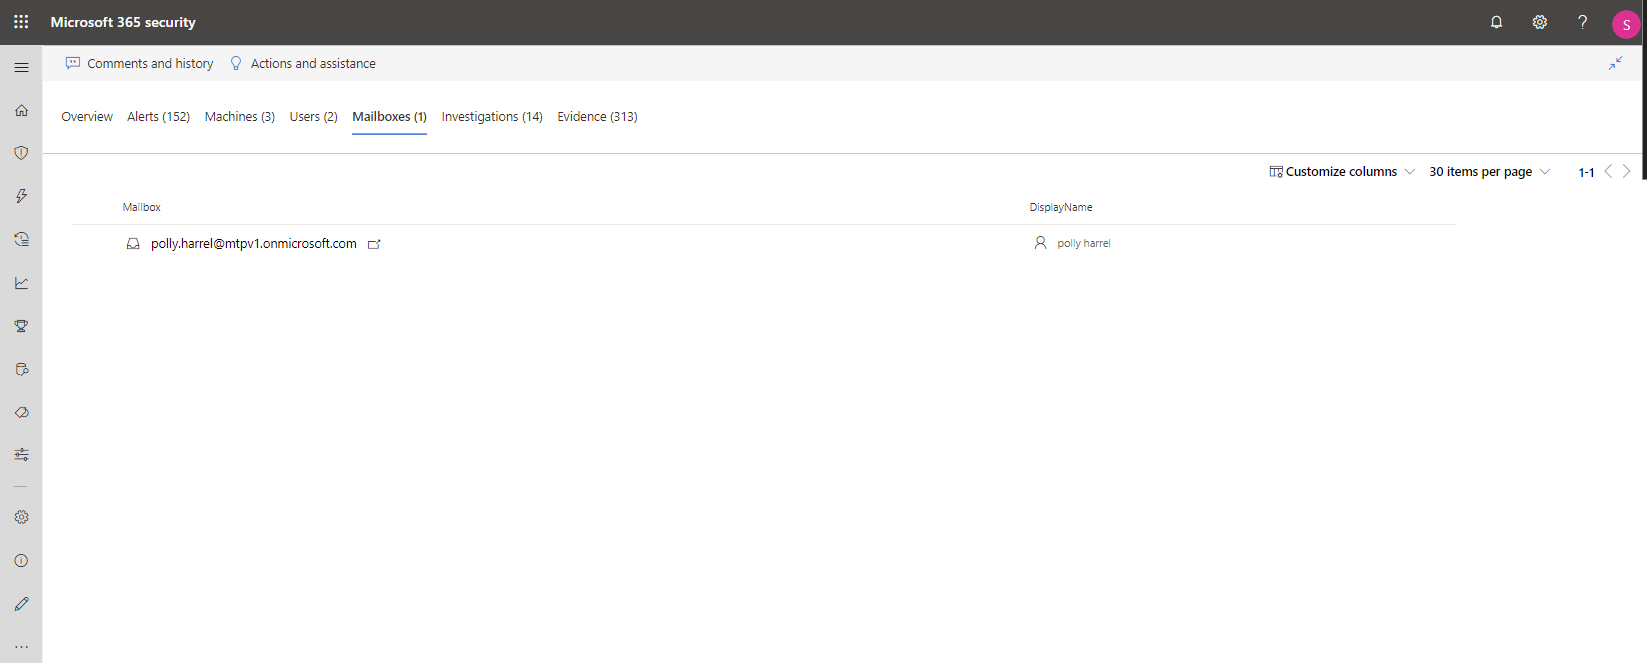 Microsoft 365 security
S
Comments and history Actions and assistance
Overview Alerts (152) Machines (3) Users (2) Mailboxes (1) Investigations (14) Evidence (313)
Customize columns 30 items per page 1-1
Mailbox DisplayName
polly.harrel@mtpv1.onmicrosoft.com polly harrel